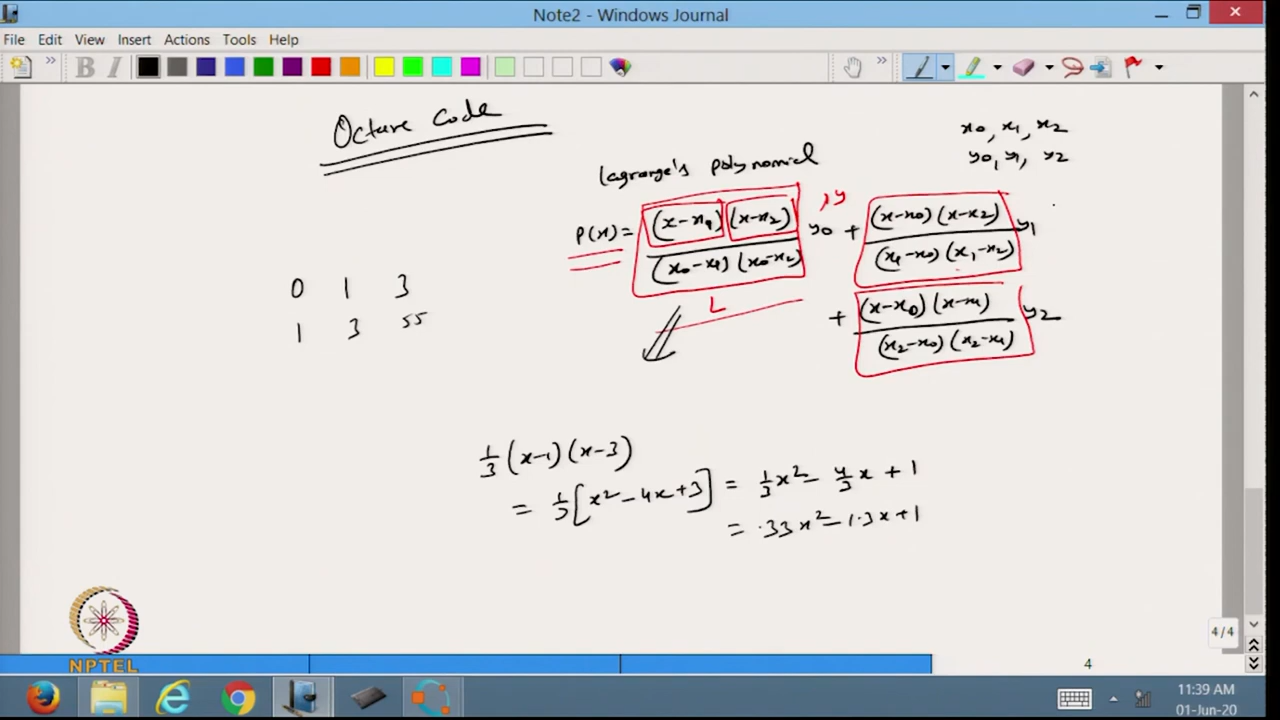 Note2 - Windows Journal
File Edit View Insert Actions Tools Help
Octave Code
x0, x1, x2
y0, y1, y2
Lagrange's polynomial
, y
P(x) = (x-x1) (x-x2) / (x0-x1) (x0-x2) y0 + (x-x0) (x-x2) / (x1-x0) (x1-x2) y1
L
+ (x-x0) (x-x1) / (x2-x0) (x2-x1) y2
0 1 3
1 3 55
1/3 (x-1) (x-3)
= 1/3 [x² - 4x + 3] = 1/3 x² - 4/3 x + 1
= .33x² - 1.3x + 1
4/4
NPTEL
4
11:39 AM
01-Jun-20